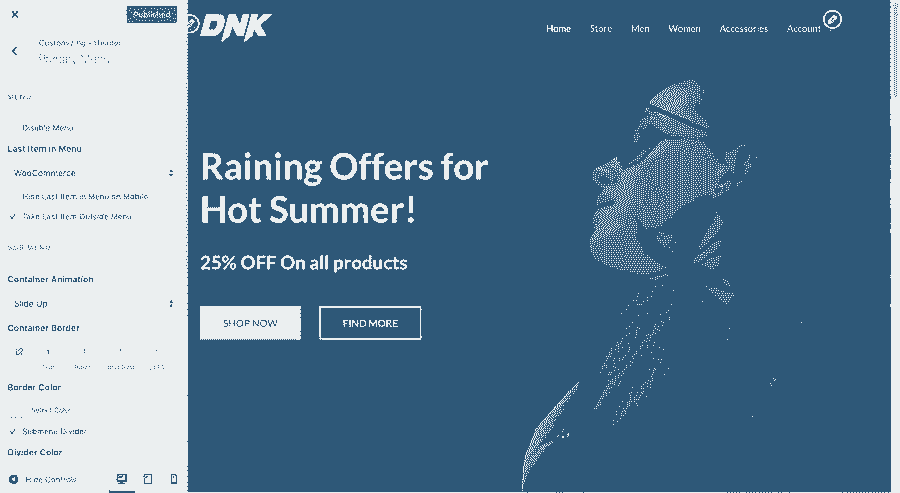 Published
Customizing ▸ Header
Primary Menu
MENU
Disable Menu
Last Item in Menu
WooCommerce
Hide Last Item in Menu on Mobile
Take Last Item Outside Menu
Container Animation
Slide Up
Container Border
Border Color
Select Color
Submenu Divider
Divider Color
Hide Controls
DNK
Home Store Men Women Accessories Account
Raining Offers for
Hot Summer!
25% OFF On all products
SHOP NOW FIND MORE